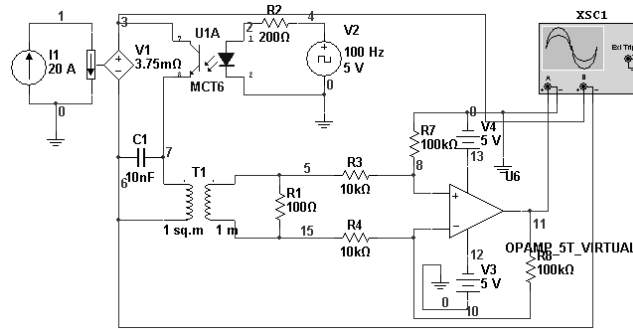 XSC1
Ext Trig
A
B
1
I1
20 A
0
3
V1
3.75mΩ
U1A
MCT6
2
R2
200Ω
4
V2
100 Hz
5 V
0
C1
10nF
6
7
T1
1 sq.m
1 m
5
R1
100Ω
15
R3
10kΩ
R4
10kΩ
R7
100kΩ
8
0
V4
5 V
13
U6
11
OPAMP_5T_VIRTUAL
R8
100kΩ
12
V3
5 V
0
10